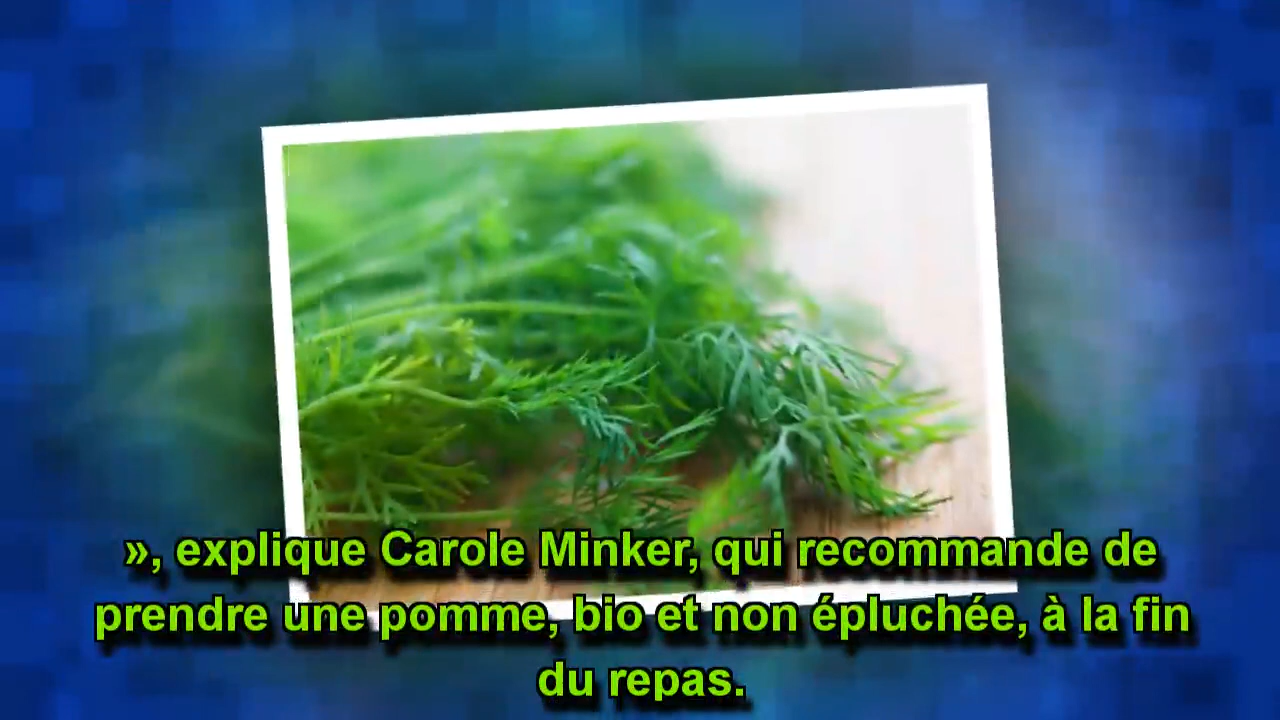 », explique Carole Minker, qui recommande de
prendre une pomme, bio et non épluchée, à la fin
du repas.